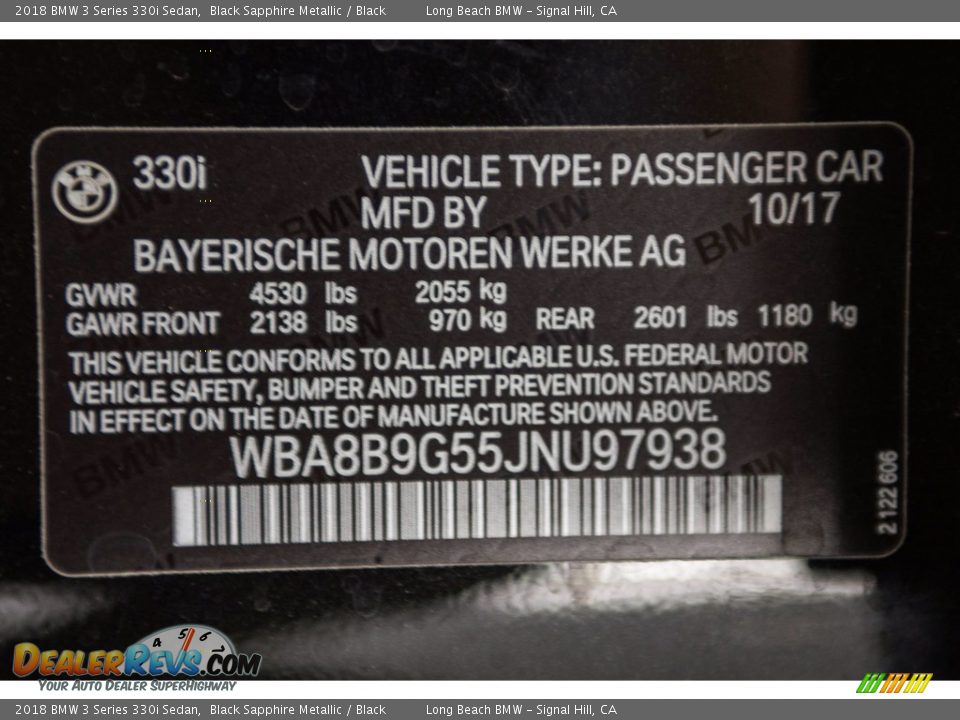 2018 BMW 3 Series 330i Sedan, Black Sapphire Metallic / Black Long Beach BMW - Signal Hill, CA
330i VEHICLE TYPE: PASSENGER CAR
MFD BY 10/17
BAYERISCHE MOTOREN WERKE AG
GVWR 4530 lbs 2055 kg
GAWR FRONT 2138 lbs 970 kg REAR 2601 lbs 1180 kg
THIS VEHICLE CONFORMS TO ALL APPLICABLE U.S. FEDERAL MOTOR
VEHICLE SAFETY, BUMPER AND THEFT PREVENTION STANDARDS
IN EFFECT ON THE DATE OF MANUFACTURE SHOWN ABOVE.
WBA8B9G55JNU97938
2 122 606
4 5 6 7
DEALERREVS.COM
YOUR AUTO DEALER SUPERHIGHWAY
2018 BMW 3 Series 330i Sedan, Black Sapphire Metallic / Black Long Beach BMW - Signal Hill, CA